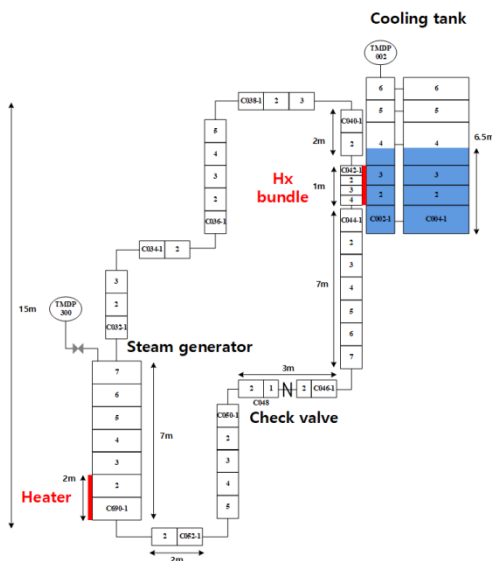 Cooling tank
TMDP
002
C038-1 2 3
6 6
5 5
4 4
3 3
2 2
C002-1 C004-1
6.5m
C040-1
2
2m
Hx
bundle
1m
C042-1
2
3
4
C044-1
2
3
4
5
6
7
7m
5
4
3
2
C036-1
C034-1 2
3
2
C032-1
15m
TMDP
300
Steam generator
7
6
5
4
3
2
C690-1
7m
2m
Heater
3m
2 1
C048
N
2 C046-1
Check valve
C050-1
2
3
4
5
2 C052-1
2m